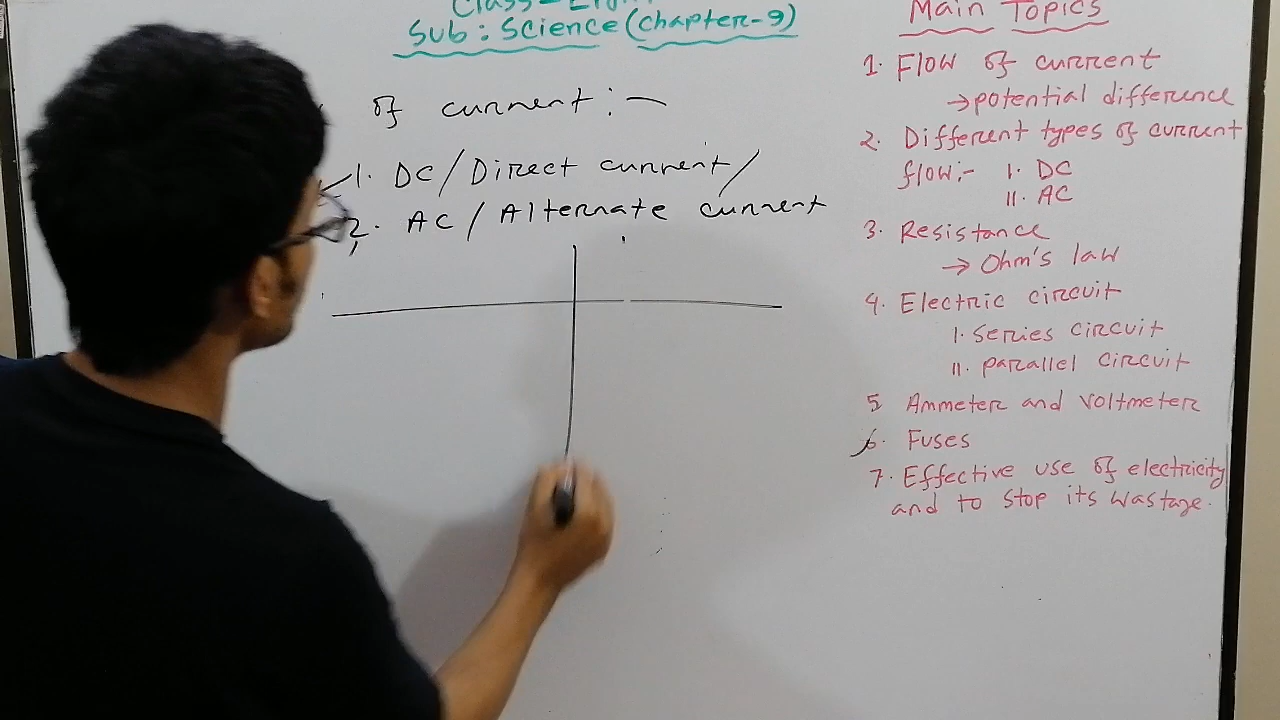 Sub : Science (chapter-9)
of current : —
1. DC / Direct current /
2. AC / Alternate current
Main Topics
1. Flow of current
→ potential difference
2. Different types of current
flow:- I. DC
II. AC
3. Resistance
→ Ohm's law
4. Electric circuit
I. Series circuit
II. Parallel circuit
5 Ammeter and voltmeter
6. Fuses
7. Effective use of electricity
and to stop its wastage.